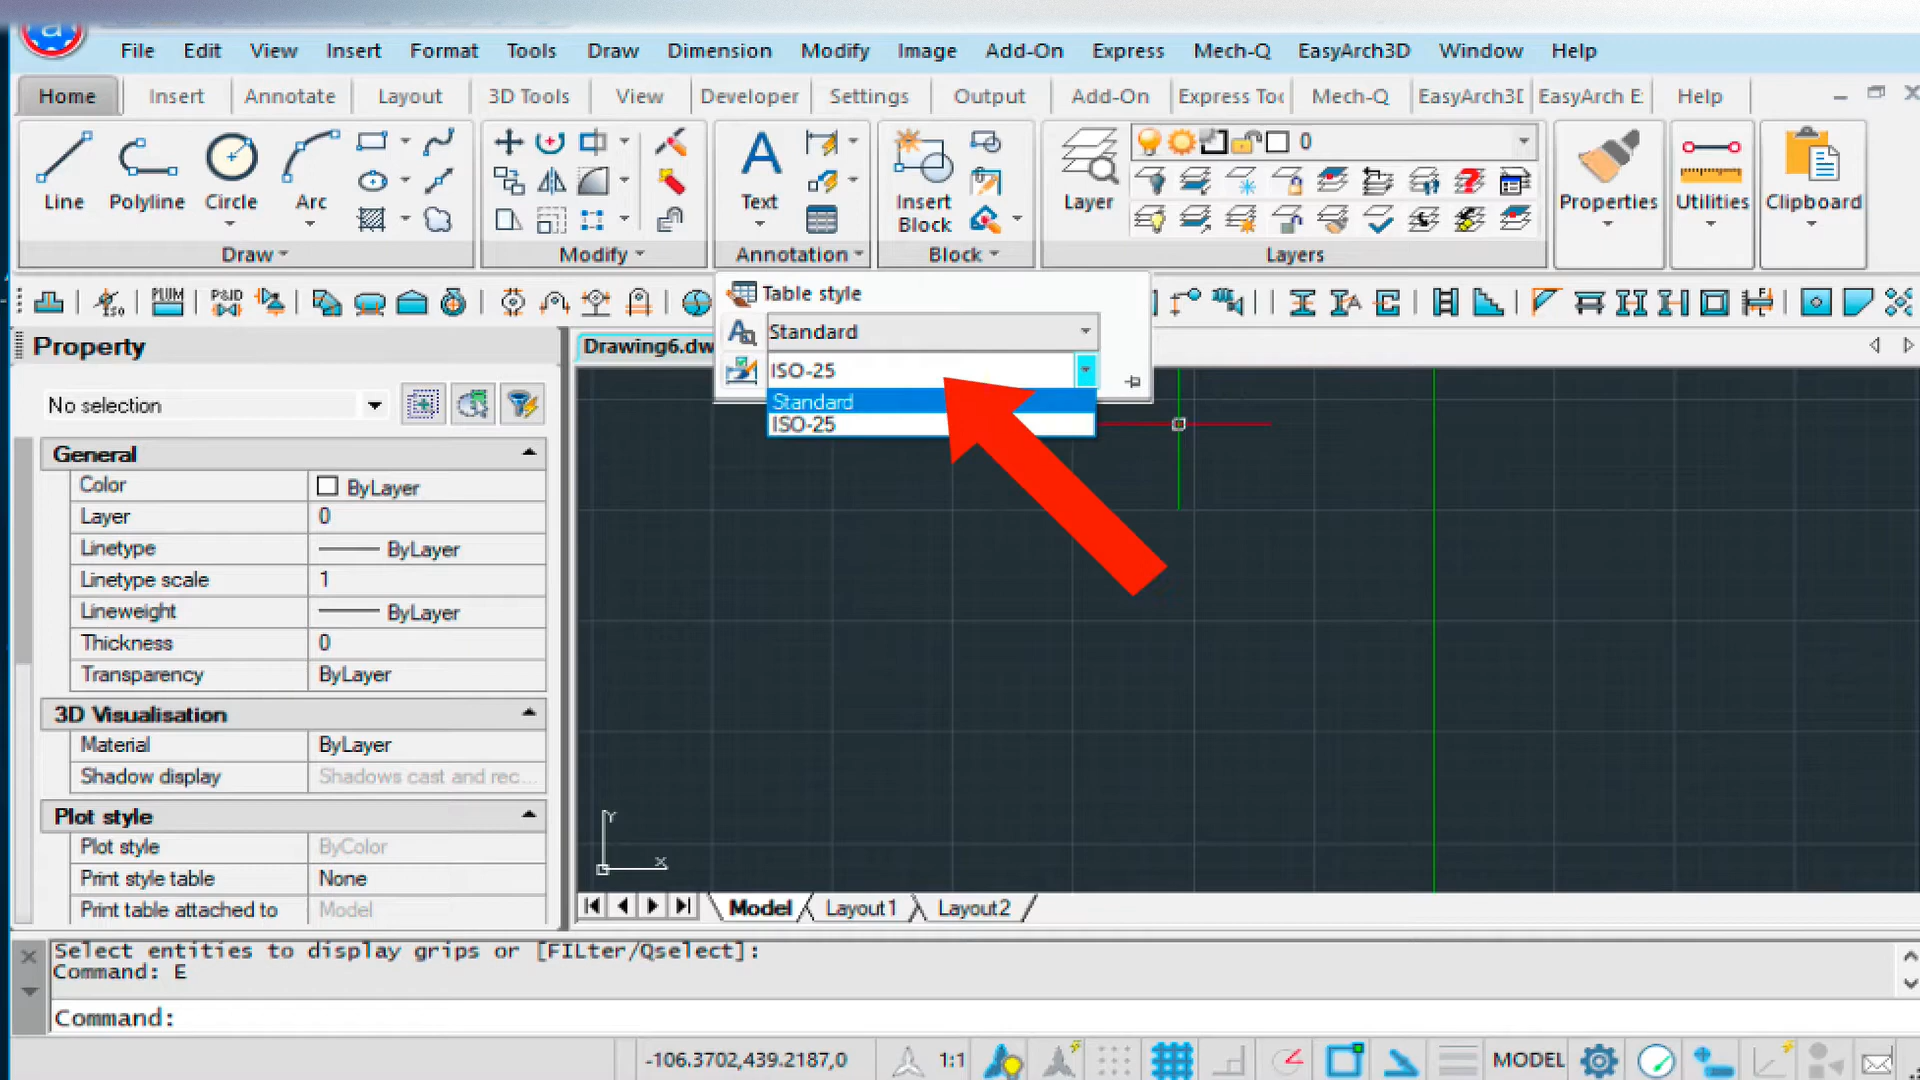 a
File Edit View Insert Format Tools Draw Dimension Modify Image Add-On Express Mech-Q EasyArch3D Window Help
Home Insert Annotate Layout 3D Tools View Developer Settings Output Add-On Express Toc Mech-Q EasyArch3D EasyArch E Help
Line Polyline Circle Arc
Text
Insert Block
Layer
0
Properties Utilities Clipboard
Draw Modify Annotation Block Layers
ISO PLUM P&ID
Table style
Standard
ISO-25
Standard
ISO-25
Drawing6.dw
Property
No selection
General
Color ByLayer
Layer 0
Linetype ByLayer
Linetype scale 1
Lineweight ByLayer
Thickness 0
Transparency ByLayer
3D Visualisation
Material ByLayer
Shadow display Shadows cast and rec...
Plot style
Plot style ByColor
Print style table None
Print table attached to Model
Y
X
Model Layout1 Layout2
Select entities to display grips or [FILter/Qselect]:
Command: E
Command:
-106.3702,439.2187,0 1:1 MODEL